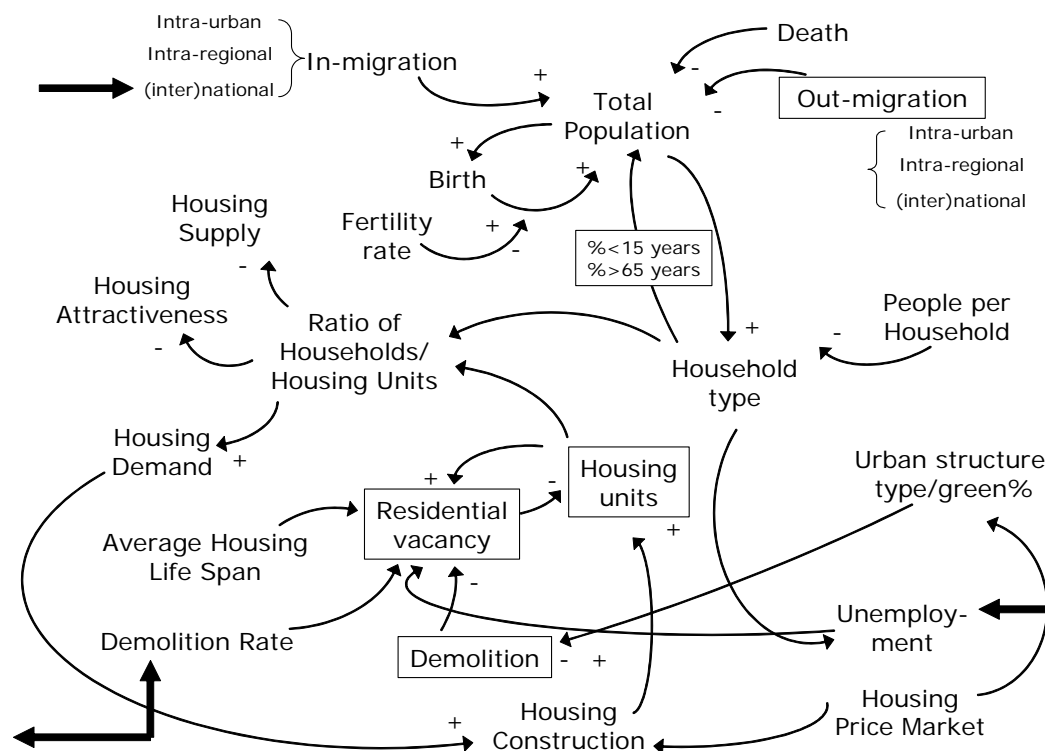 Intra-urban
Intra-regional
(inter)national
In-migration
+
Death
-
-
Out-migration
Intra-urban
Intra-regional
(inter)national
Total
Population
+
Birth
+
Fertility
rate
+
-
Housing
Supply
-
Housing
Attractiveness
-
%<15 years
%>65 years
People per
Household
-
+
Ratio of
Households/
Housing Units
Household
type
Housing
Demand
+
Housing
units
-
+
+
Residential
vacancy
Urban structure
type/green%
Average Housing
Life Span
-
Demolition Rate
Demolition
- +
Unemploy-
ment
Housing
Price Market
+
Housing
Construction